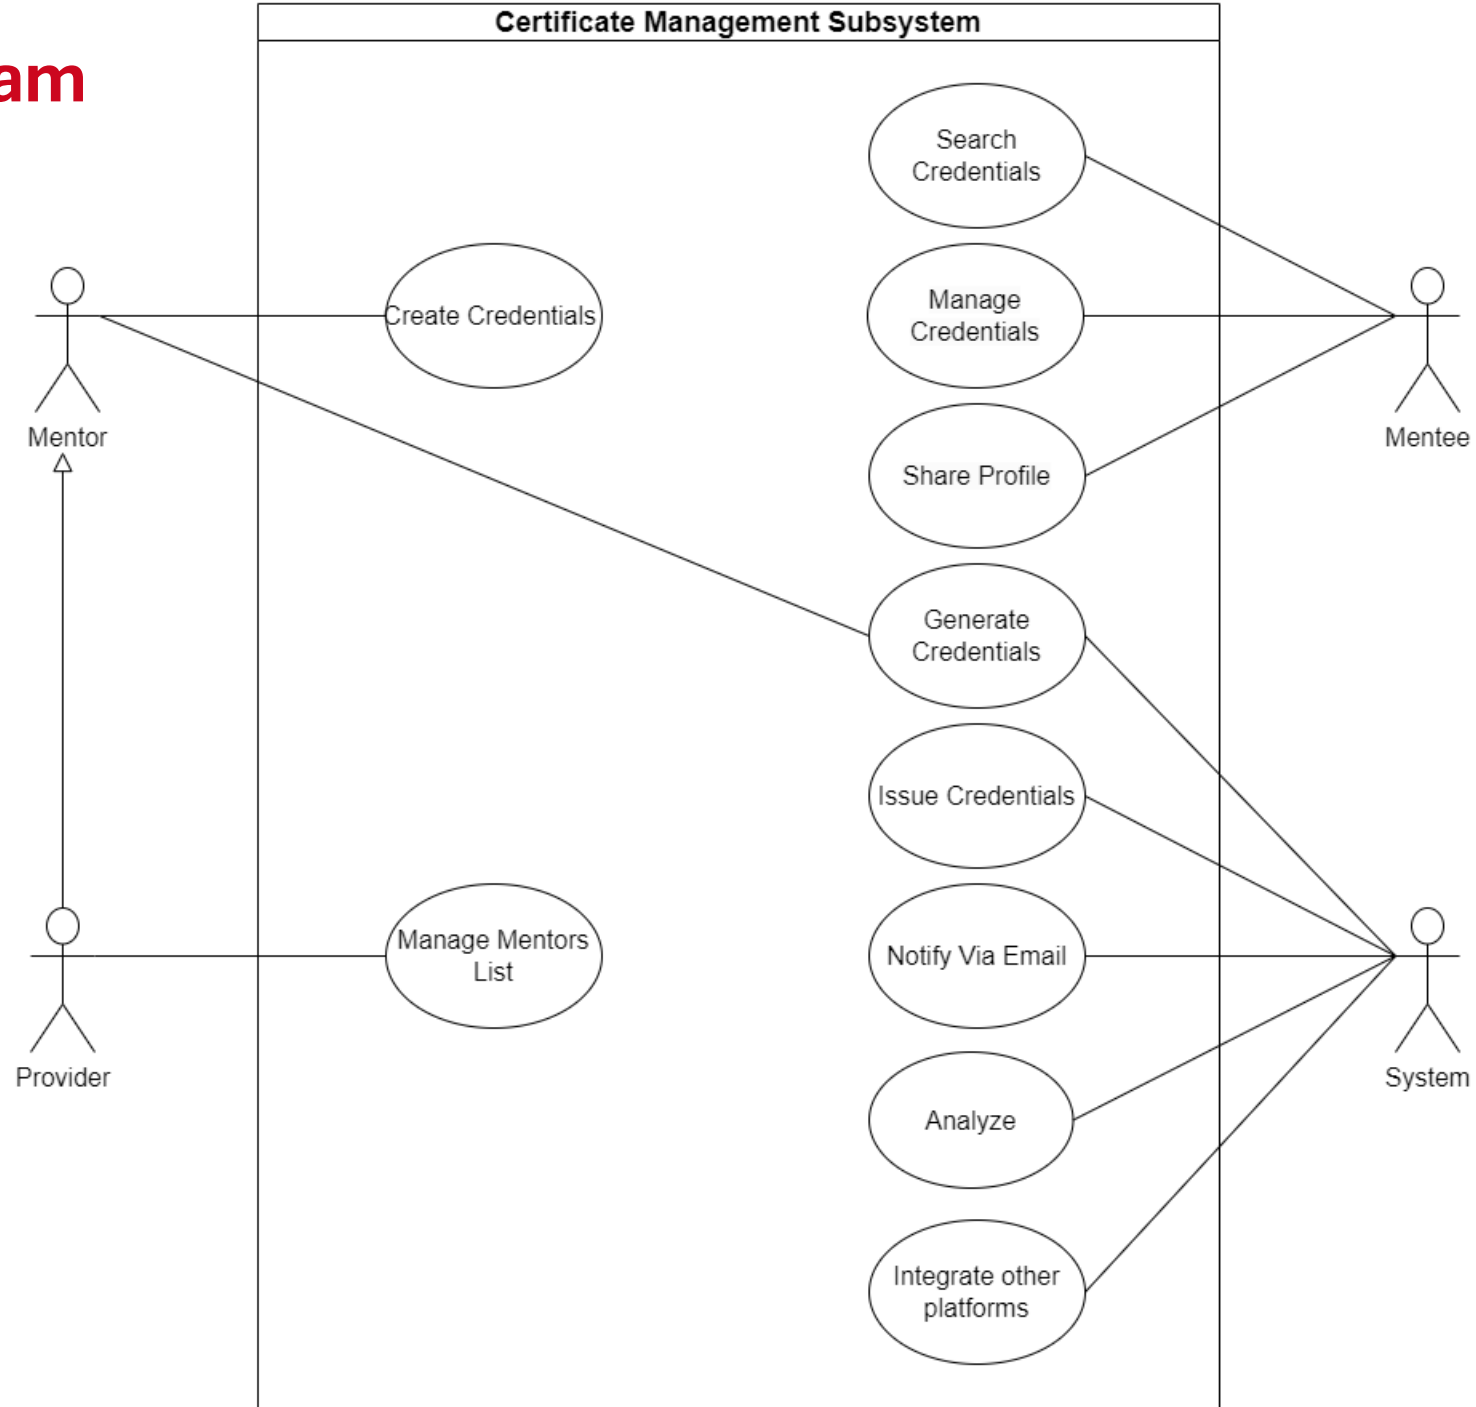 Certificate Management Subsystem
am
Search
Credentials
Create Credentials
Manage
Credentials
Mentor
Mentee
Share Profile
Generate
Credentials
Issue Credentials
Manage Mentors
List
Notify Via Email
Provider
System
Analyze
Integrate other
platforms